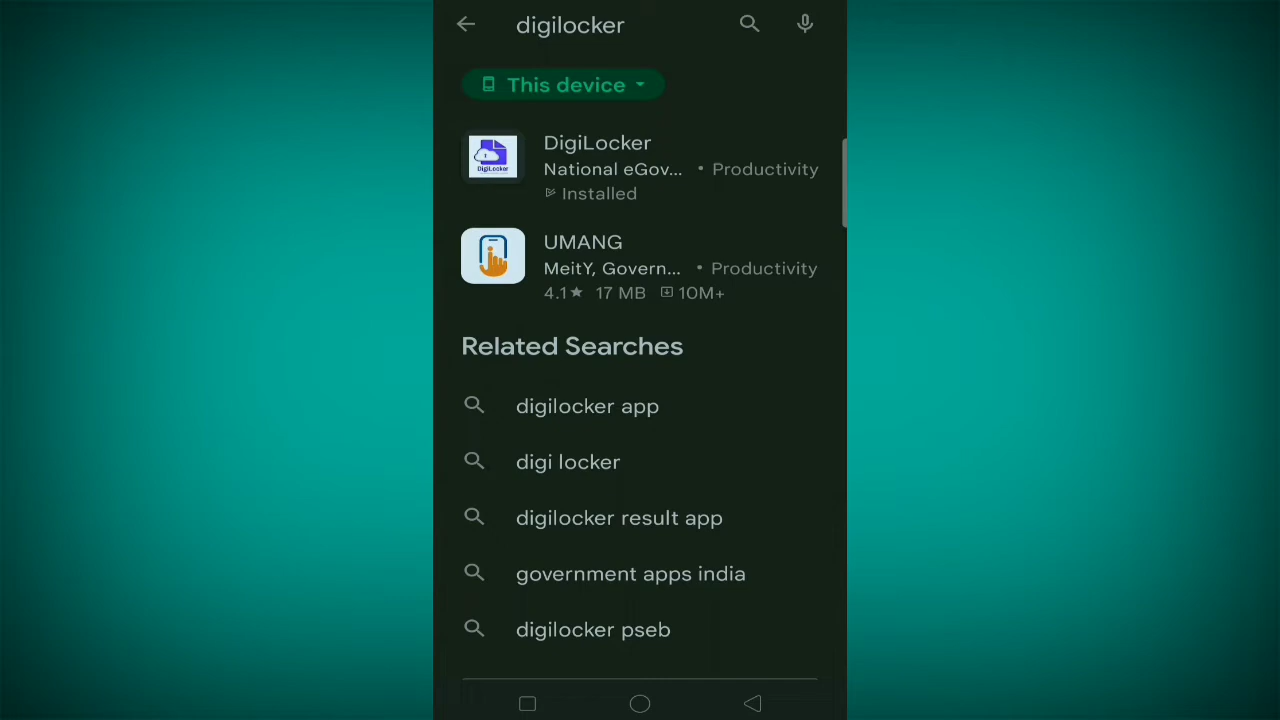 digilocker
This device
DigiLocker
National eGov... • Productivity
Installed
UMANG
MeitY, Govern... • Productivity
4.1★ 17 MB 10M+
Related Searches
digilocker app
digi locker
digilocker result app
government apps india
digilocker pseb